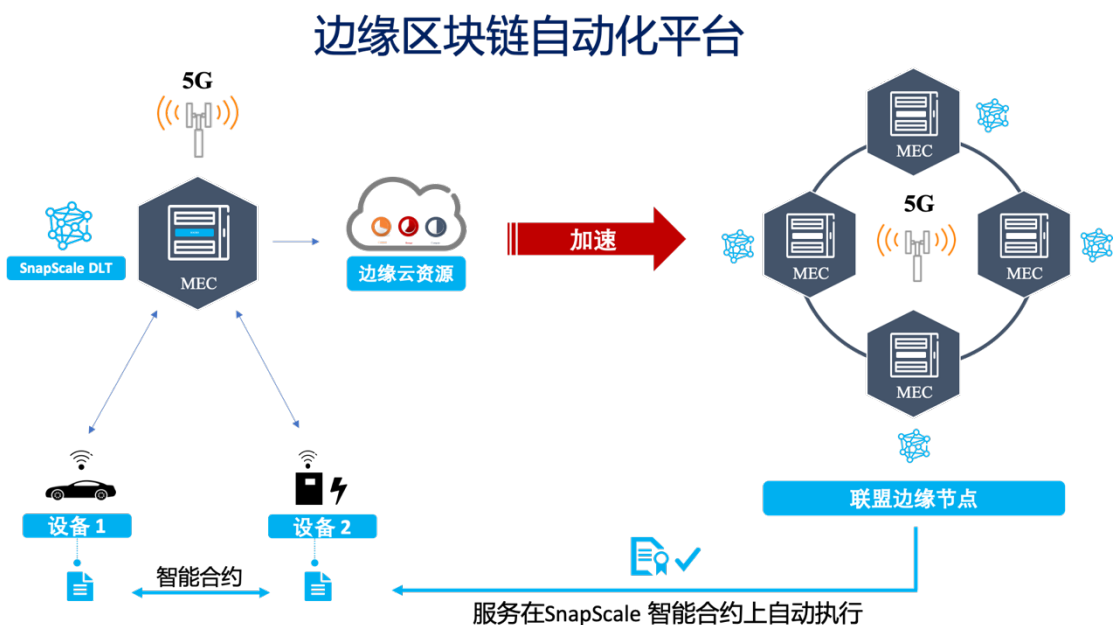 边缘区块链自动化平台
5G
SnapScale DLT
MEC
边缘云资源
加速
MEC
MEC
5G
MEC
MEC
联盟边缘节点
设备 1
设备 2
智能合约
服务在SnapScale 智能合约上自动执行